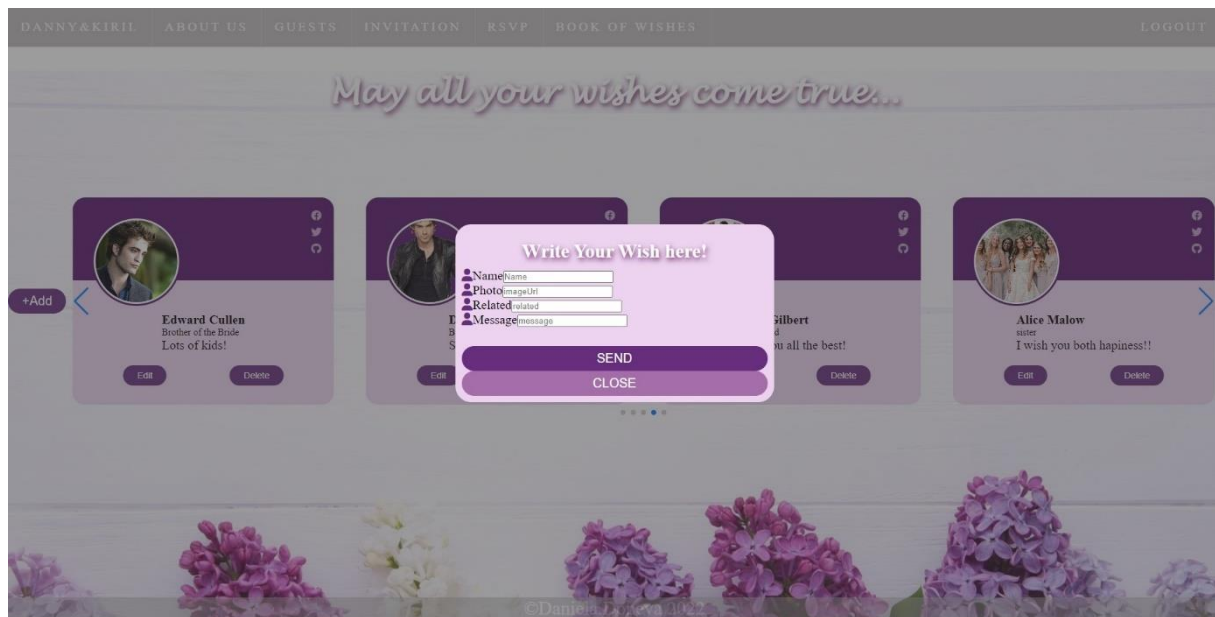 DANNY&KIRIL ABOUT US GUESTS INVITATION RSVP BOOK OF WISHES LOGOUT
May all your wishes come true...
Write Your Wish here!
Name Name
Photo imageUrl
Related related
Message message
SEND
CLOSE
+Add
Edward Cullen
Brother of the Bride
Lots of kids!
Edit Delete
Edit
Gilbert
all the best!
Delete
Alice Malow
sister
I wish you both hapiness!!
Edit Delete
©Daniela 2022